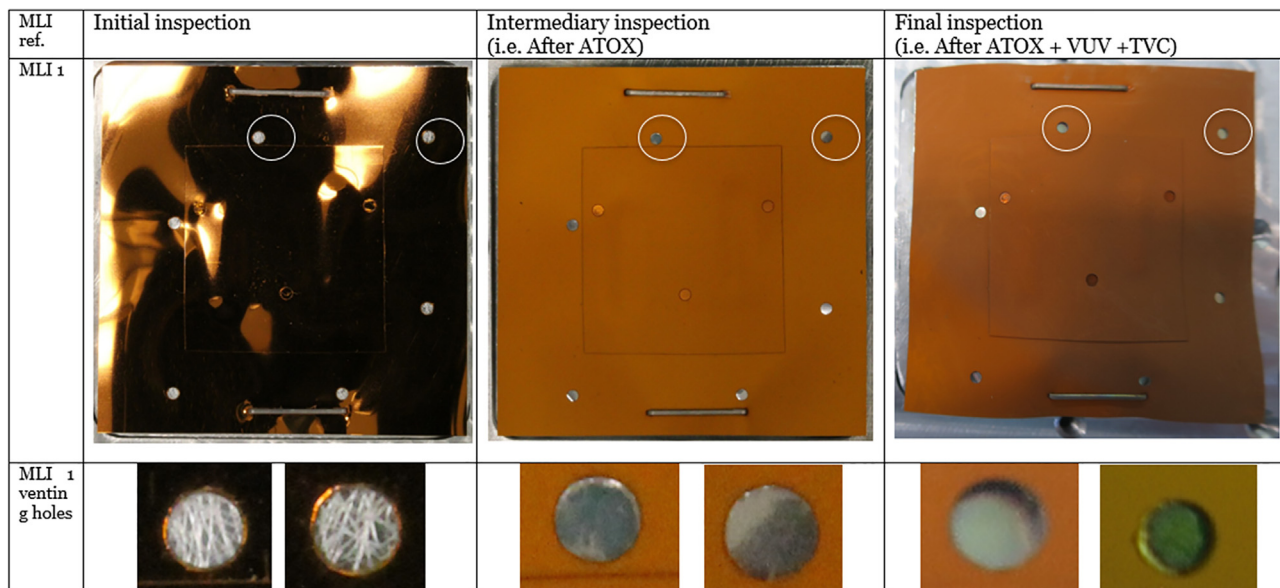 MLI
ref.
Initial inspection
Intermediary inspection
(i.e. After ATOX)
Final inspection
(i.e. After ATOX + VUV +TVC)
MLI 1
MLI 1
ventin
g holes